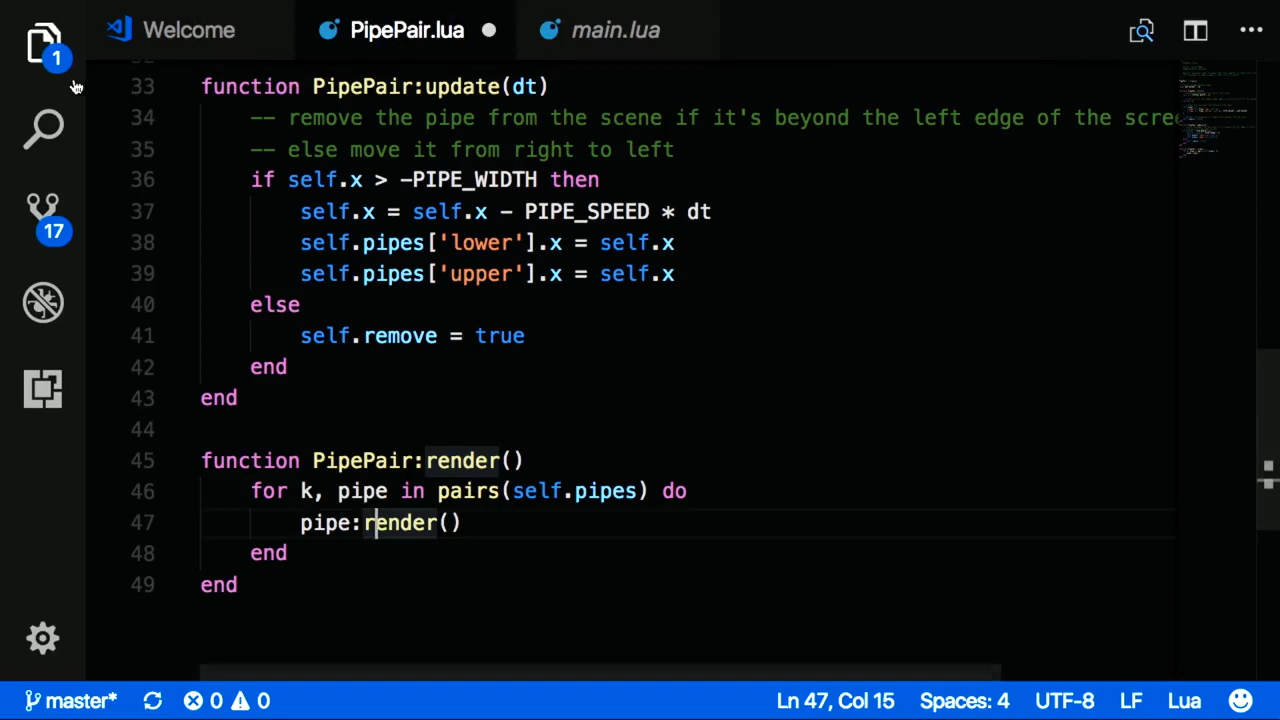 Welcome PipePair.lua main.lua
1
17
32
33 function PipePair:update(dt)
34 -- remove the pipe from the scene if it's beyond the left edge of the scre
35 -- else move it from right to left
36 if self.x > -PIPE_WIDTH then
37 self.x = self.x - PIPE_SPEED * dt
38 self.pipes['lower'].x = self.x
39 self.pipes['upper'].x = self.x
40 else
41 self.remove = true
42 end
43 end
44
45 function PipePair:render()
46 for k, pipe in pairs(self.pipes) do
47 pipe:render()
48 end
49 end
master* 0 0 Ln 47, Col 15 Spaces: 4 UTF-8 LF Lua